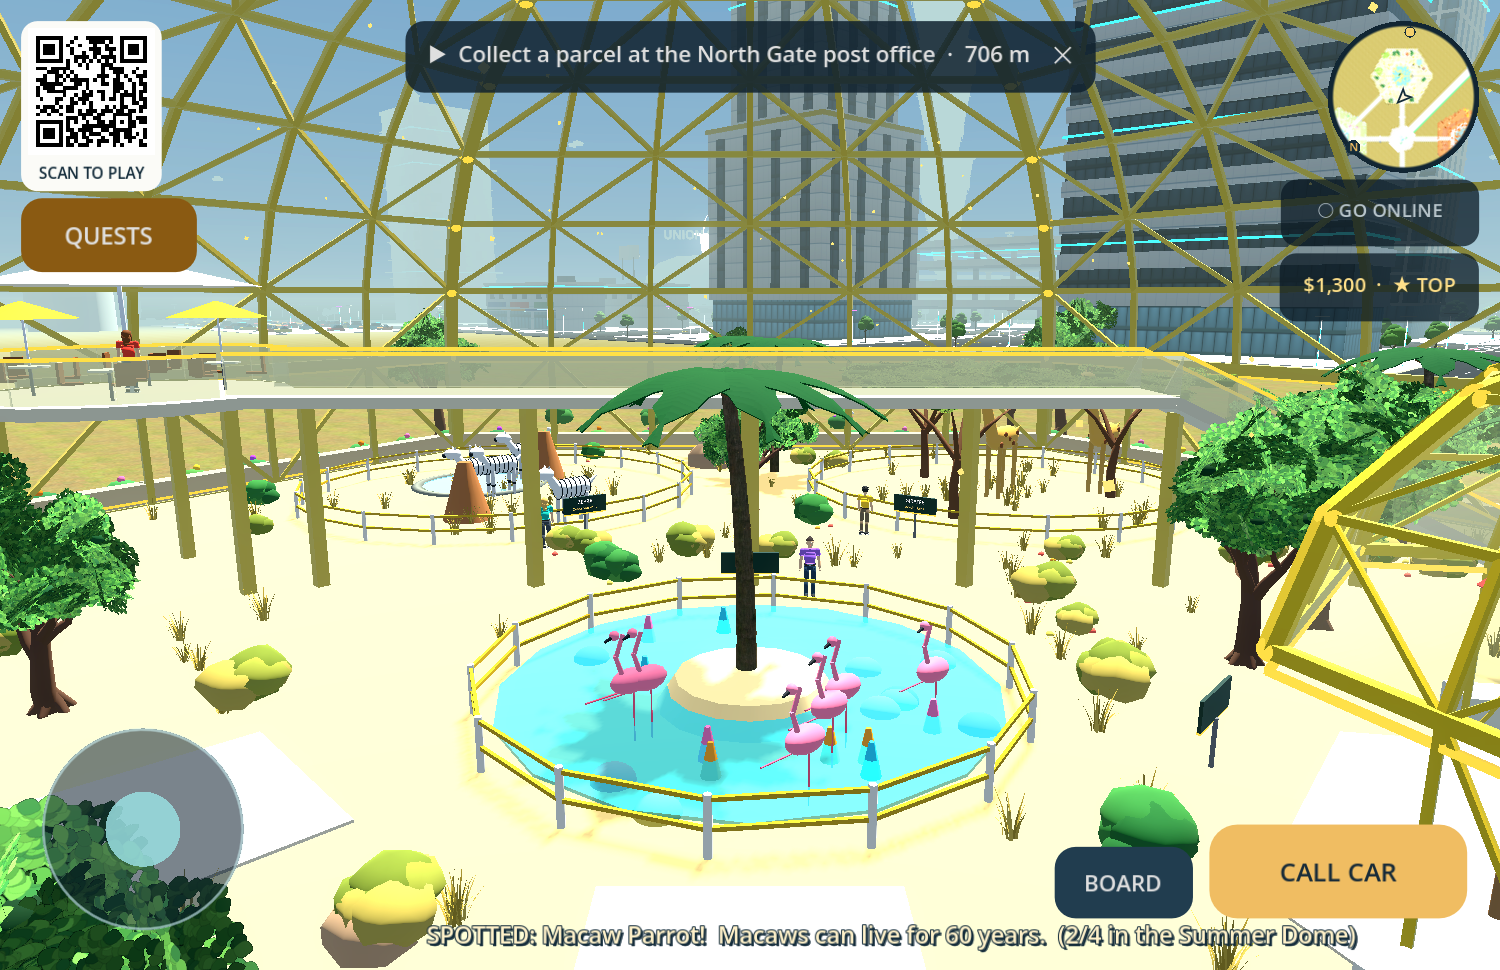 ▶ Collect a parcel at the North Gate post office · 706 m ×
SCAN TO PLAY
QUESTS
N
GO ONLINE
$1,300 · ★ TOP
UNION
BOARD
CALL CAR
SPOTTED: Macaw Parrot! Macaws can live for 60 years. (2/4 in the Summer Dome)